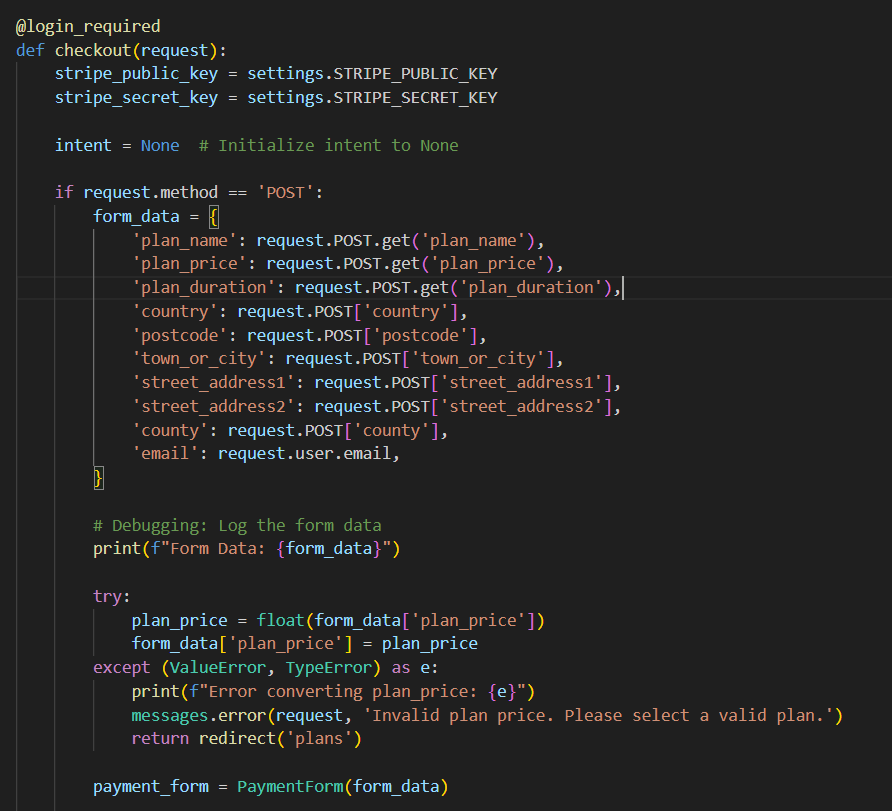 @login_required
def checkout(request):
    stripe_public_key = settings.STRIPE_PUBLIC_KEY
    stripe_secret_key = settings.STRIPE_SECRET_KEY
    intent = None  # Initialize intent to None
    if request.method == 'POST':
        form_data = {
            'plan_name': request.POST.get('plan_name'),
            'plan_price': request.POST.get('plan_price'),
            'plan_duration': request.POST.get('plan_duration'),
            'country': request.POST['country'],
            'postcode': request.POST['postcode'],
            'town_or_city': request.POST['town_or_city'],
            'street_address1': request.POST['street_address1'],
            'street_address2': request.POST['street_address2'],
            'county': request.POST['county'],
            'email': request.user.email,
        }
        # Debugging: Log the form data
        print(f"Form Data: {form_data}")
        try:
            plan_price = float(form_data['plan_price'])
            form_data['plan_price'] = plan_price
        except (ValueError, TypeError) as e:
            print(f"Error converting plan_price: {e}")
            messages.error(request, 'Invalid plan price. Please select a valid plan.')
            return redirect('plans')
        payment_form = PaymentForm(form_data)